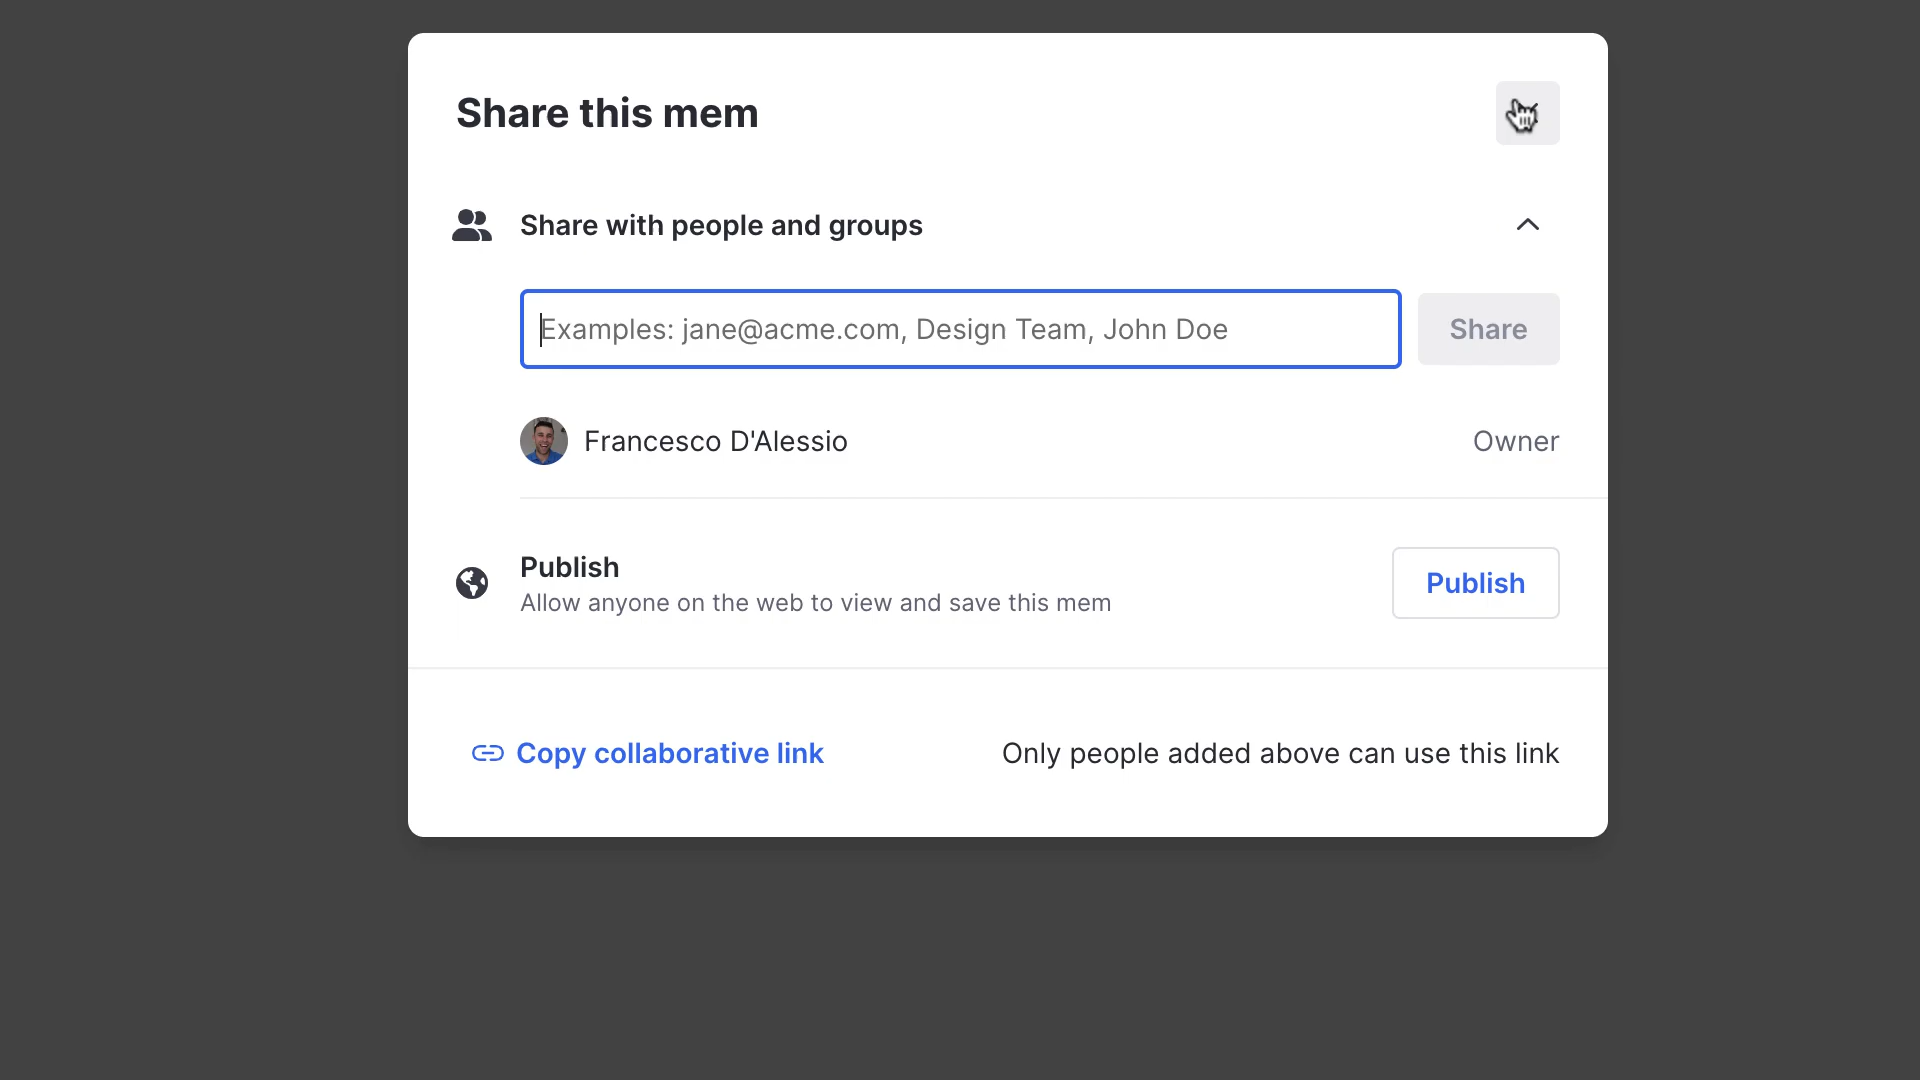 Share this mem
Share with people and groups
Examples: jane@acme.com, Design Team, John Doe
Share
Francesco D'Alessio
Owner
Publish
Allow anyone on the web to view and save this mem
Publish
Copy collaborative link
Only people added above can use this link